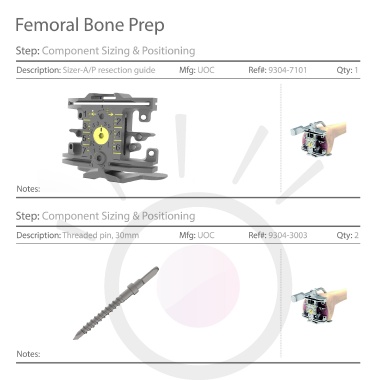 Femoral Bone Prep
Step: Component Sizing & Positioning
Description: Sizer-A/P resection guide Mfg: UOC Ref#: 9304-7101 Qty: 1
Notes:
Step: Component Sizing & Positioning
Description: Threaded pin, 30mm Mfg: UOC Ref#: 9304-3003 Qty: 2
Notes: